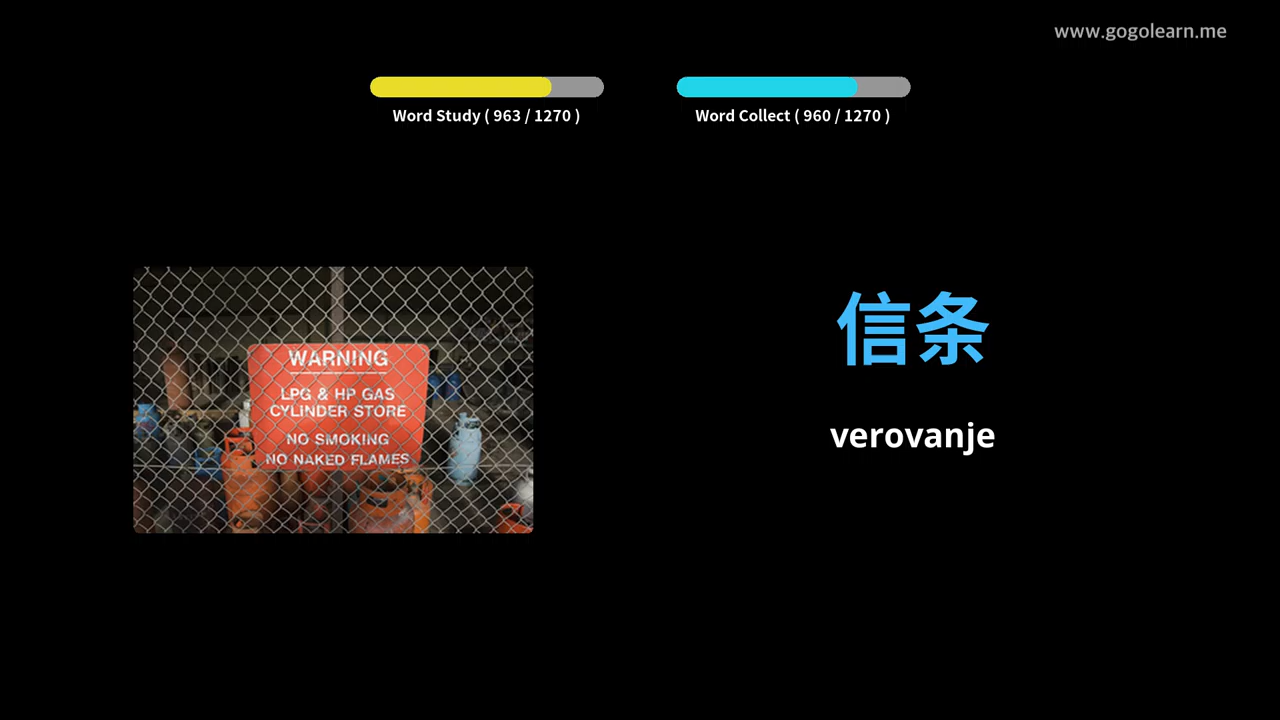 www.gogolearn.me
Word Study ( 963 / 1270 )
Word Collect ( 960 / 1270 )
WARNING
LPG & HP GAS
CYLINDER STORE
NO SMOKING
NO NAKED FLAMES
信条
verovanje